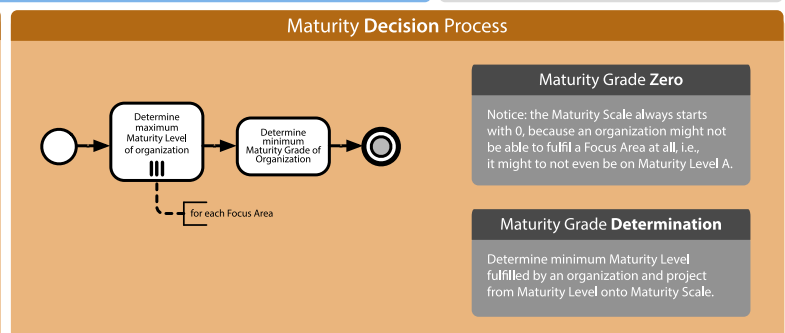 Maturity Decision Process
Determine
maximum
Maturity Level
of organization
Determine
minimum
Maturity Grade of
Organization
for each Focus Area
Maturity Grade Zero
Notice: the Maturity Scale always starts
with 0, because an organization might not
be able to fulfil a Focus Area at all, i.e.,
it might to not even be on Maturity Level A.
Maturity Grade Determination
Determine minimum Maturity Level
fulfilled by an organization and project
from Maturity Level onto Maturity Scale.